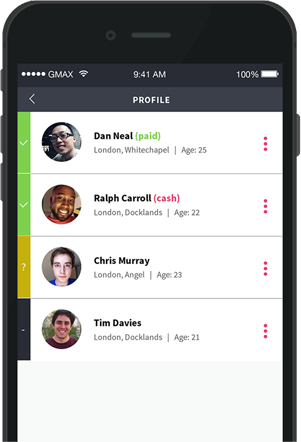 GMAX 9:41 AM 100%
PROFILE
Dan Neal (paid)
London, Whitechapel | Age: 25
Ralph Carroll (cash)
London, Docklands | Age: 22
?
Chris Murray
London, Angel | Age: 23
-
Tim Davies
London, Docklands | Age: 21